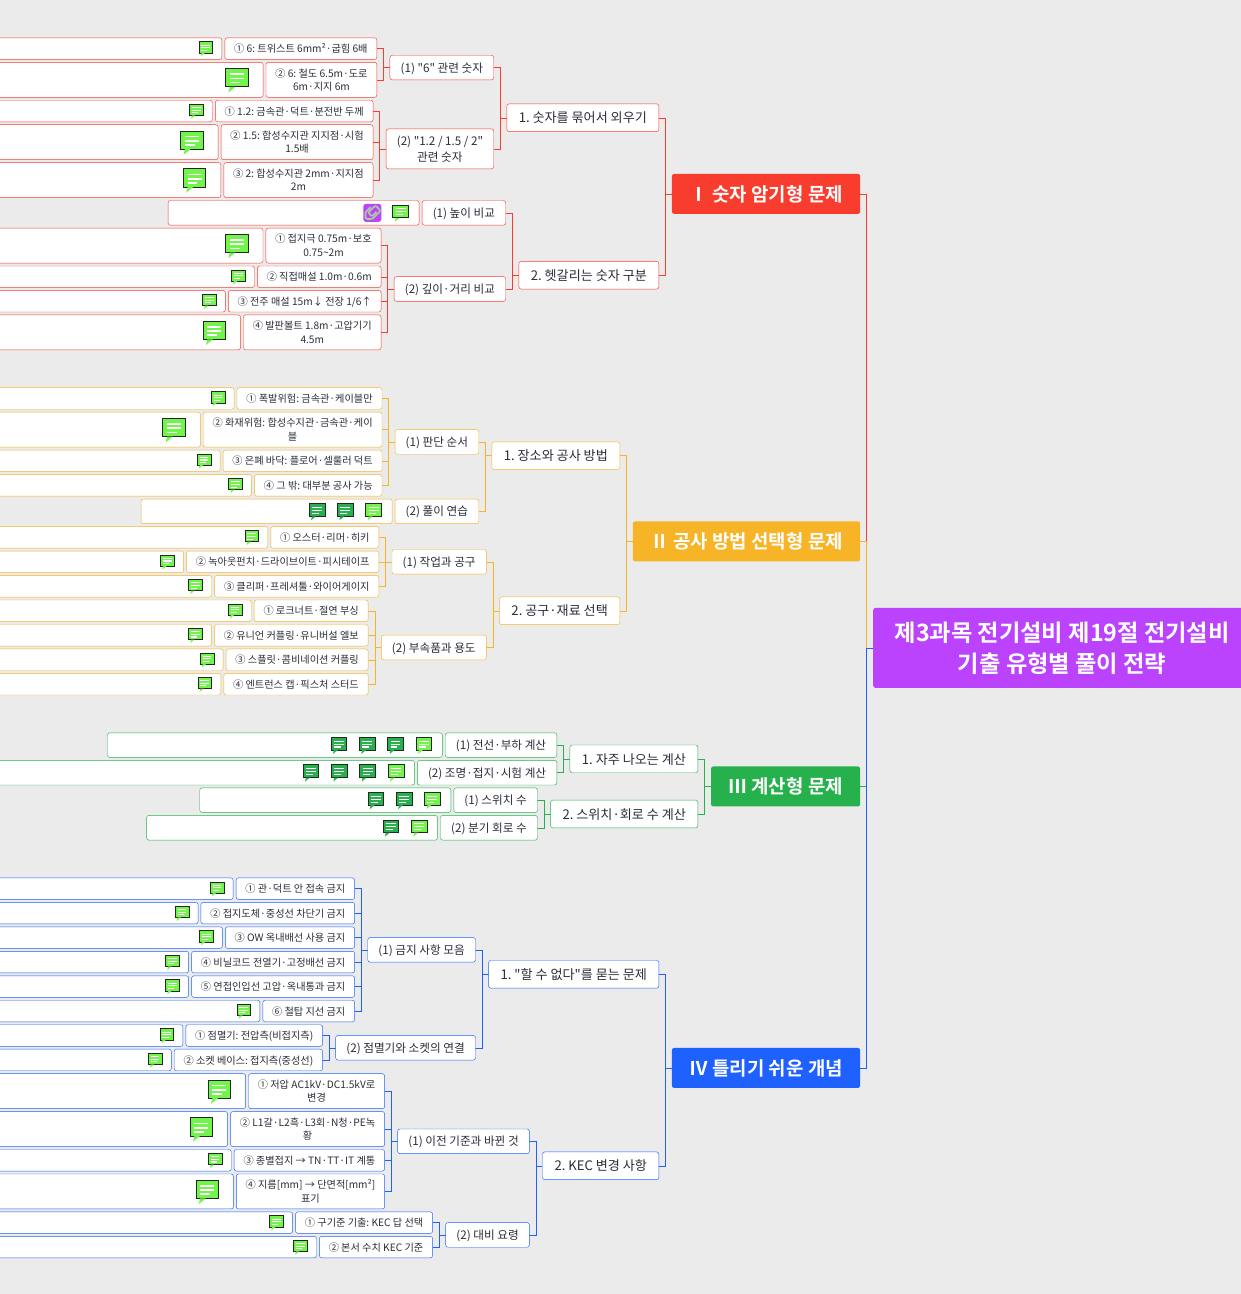 제3과목 전기설비 제19절 전기설비
기출 유형별 풀이 전략
Ⅰ 숫자 암기형 문제
1. 숫자를 묶어서 외우기
(1) "6" 관련 숫자
① 6: 트위스트 6mm²·굽힘 6배
② 6: 철도 6.5m·도로
6m·지지 6m
(2) "1.2 / 1.5 / 2"
관련 숫자
① 1.2: 금속관·덕트·분전반 두께
② 1.5: 합성수지관 지지점·시험
1.5배
③ 2: 합성수지관 2mm·지지점
2m
2. 헷갈리는 숫자 구분
(1) 높이 비교
(2) 깊이·거리 비교
① 접지극 0.75m·보호
0.75~2m
② 직접매설 1.0m·0.6m
③ 전주 매설 15m↓ 전장 1/6↑
④ 발판볼트 1.8m·고압기기
4.5m
Ⅱ 공사 방법 선택형 문제
1. 장소와 공사 방법
(1) 판단 순서
① 폭발위험: 금속관·케이블만
② 화재위험: 합성수지관·금속관·케이
블
③ 은폐 바닥: 플로어·셀룰러 덕트
④ 그 밖: 대부분 공사 가능
(2) 풀이 연습
2. 공구·재료 선택
(1) 작업과 공구
① 오스터·리머·히키
② 녹아웃펀치·드라이브이트·피시테이프
③ 클리퍼·프레셔툴·와이어게이지
(2) 부속품과 용도
① 로크너트·절연 부싱
② 유니언 커플링·유니버설 엘보
③ 스플릿·콤비네이션 커플링
④ 엔트런스 캡·픽스처 스터드
Ⅲ 계산형 문제
1. 자주 나오는 계산
(1) 전선·부하 계산
(2) 조명·접지·시험 계산
2. 스위치·회로 수 계산
(1) 스위치 수
(2) 분기 회로 수
Ⅳ 틀리기 쉬운 개념
1. "할 수 없다"를 묻는 문제
(1) 금지 사항 모음
① 관·덕트 안 접속 금지
② 접지도체·중성선 차단기 금지
③ OW 옥내배선 사용 금지
④ 비닐코드 전열기·고정배선 금지
⑤ 연접인입선 고압·옥내통과 금지
⑥ 철탑 지선 금지
(2) 점멸기와 소켓의 연결
① 점멸기: 전압측(비접지측)
② 소켓 베이스: 접지측(중성선)
2. KEC 변경 사항
(1) 이전 기준과 바뀐 것
① 저압 AC1kV·DC1.5kV로
변경
② L1갈·L2흑·L3회·N청·PE녹
황
③ 종별접지 → TN·TT·IT 계통
④ 지름[mm] → 단면적[mm²]
표기
(2) 대비 요령
① 구기준 기출: KEC 답 선택
② 본서 수치 KEC 기준